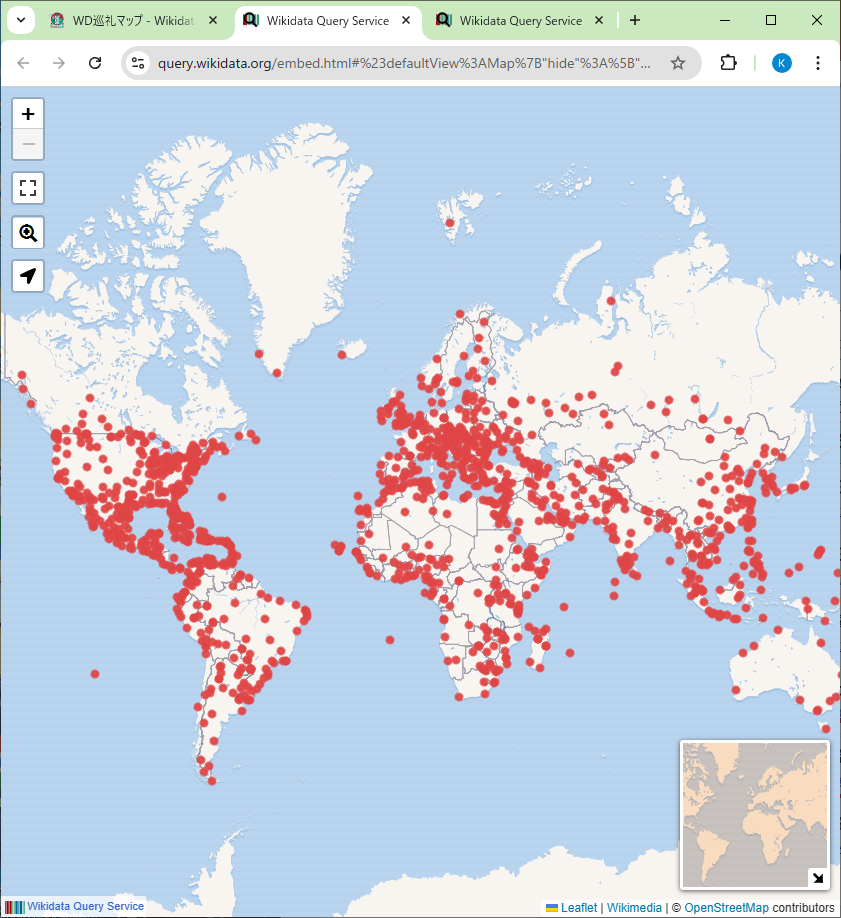 WD巡礼マップ - Wikidat
Wikidata Query Service
Wikidata Query Service
query.wikidata.org/embed.html#%23defaultView%3AMap%7B"hide"%3A%5B"...
K
+
−
Wikidata Query Service
Leaflet | Wikimedia | © OpenStreetMap contributors